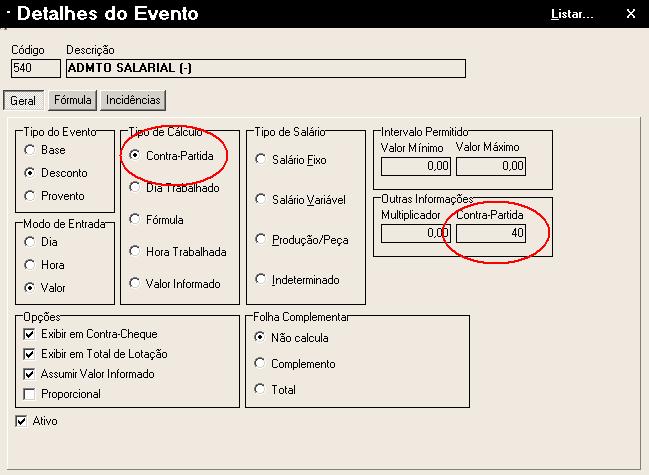 Detalhes do Evento Listar... X
Código Descrição
540 ADMTO SALARIAL (-)
Geral Fórmula Incidências
Tipo do Evento
Base
Desconto
Provento
Modo de Entrada
Dia
Hora
Valor
Tipo de Cálculo
Contra-Partida
Dia Trabalhado
Fórmula
Hora Trabalhada
Valor Informado
Tipo de Salário
Salário Fixo
Salário Variável
Produção/Peça
Indeterminado
Intervalo Permitido
Valor Mínimo Valor Máximo
0,00 0,00
Outras Informações
Multiplicador Contra-Partida
0,00 40
Opções
Exibir em Contra-Cheque
Exibir em Total de Lotação
Assumir Valor Informado
Proporcional
Folha Complementar
Não calcula
Complemento
Total
Ativo